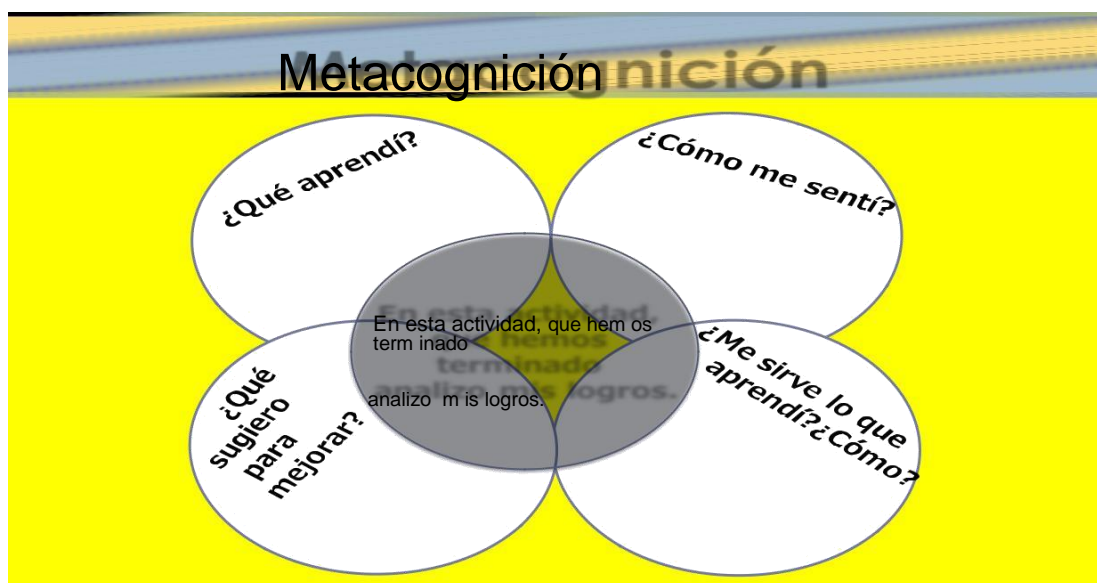 Metacognición
¿Qué aprendí?
¿Cómo me sentí?
En esta actividad, que hem os
term inado
analizo m is logros.
¿Qué
sugiero
para
mejorar?
¿Me sirve lo que
aprendí?¿Cómo?